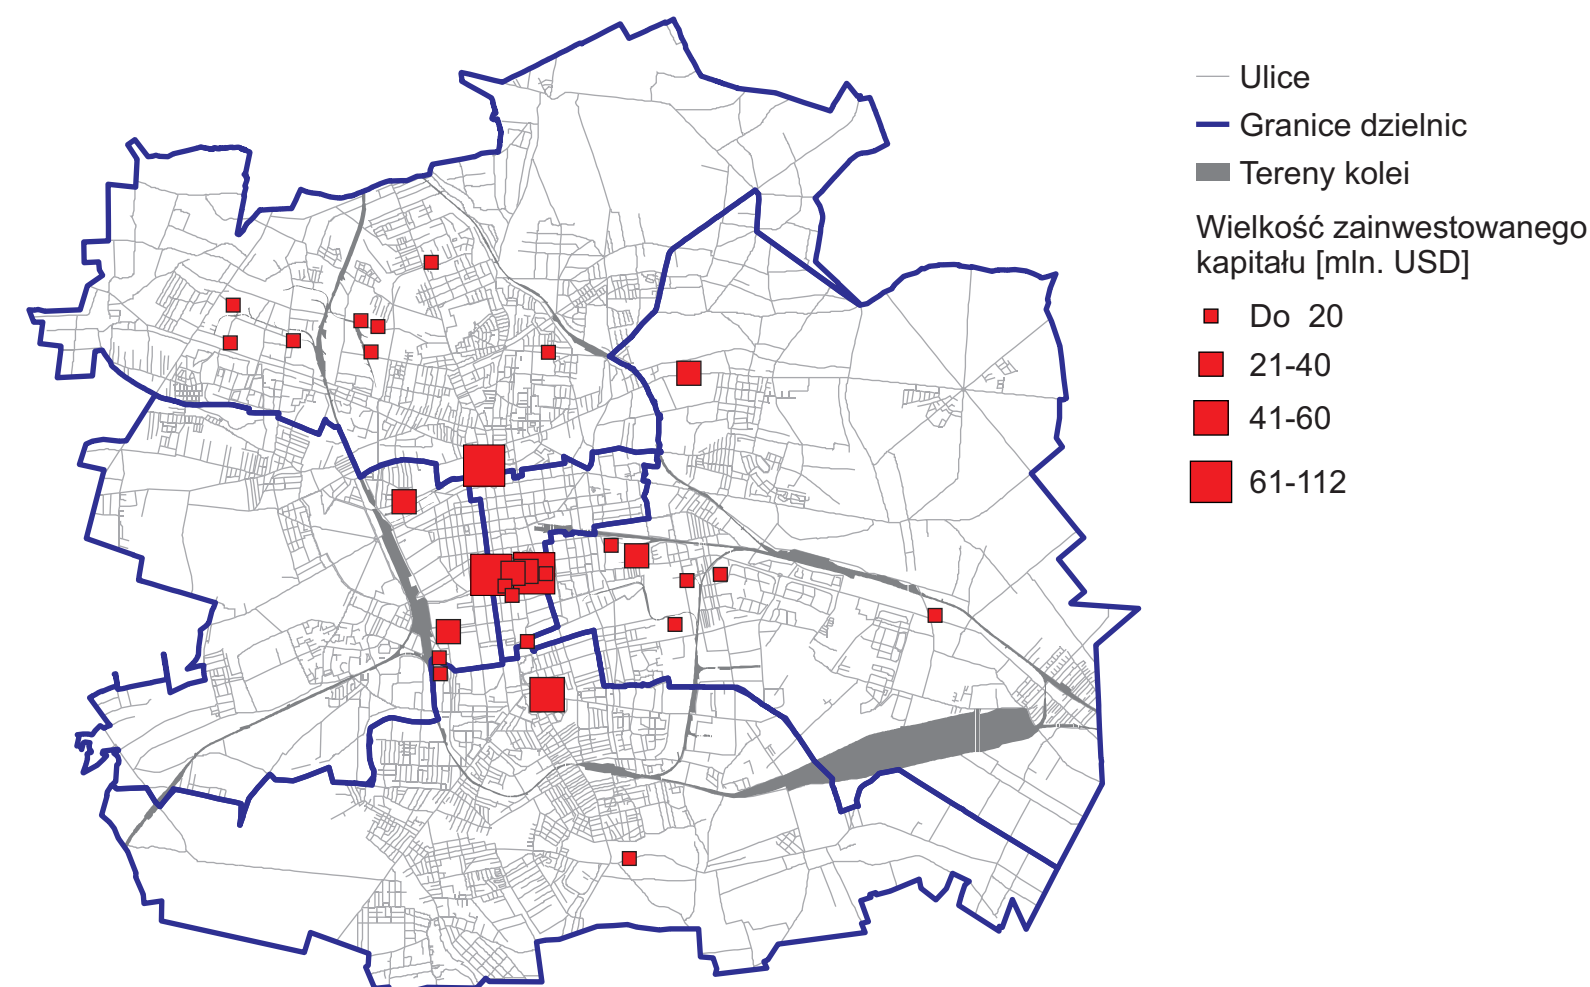 Ulice
Granice dzielnic
Tereny kolei
Wielkość zainwestowanego
kapitału [mln. USD]
Do 20
21-40
41-60
61-112